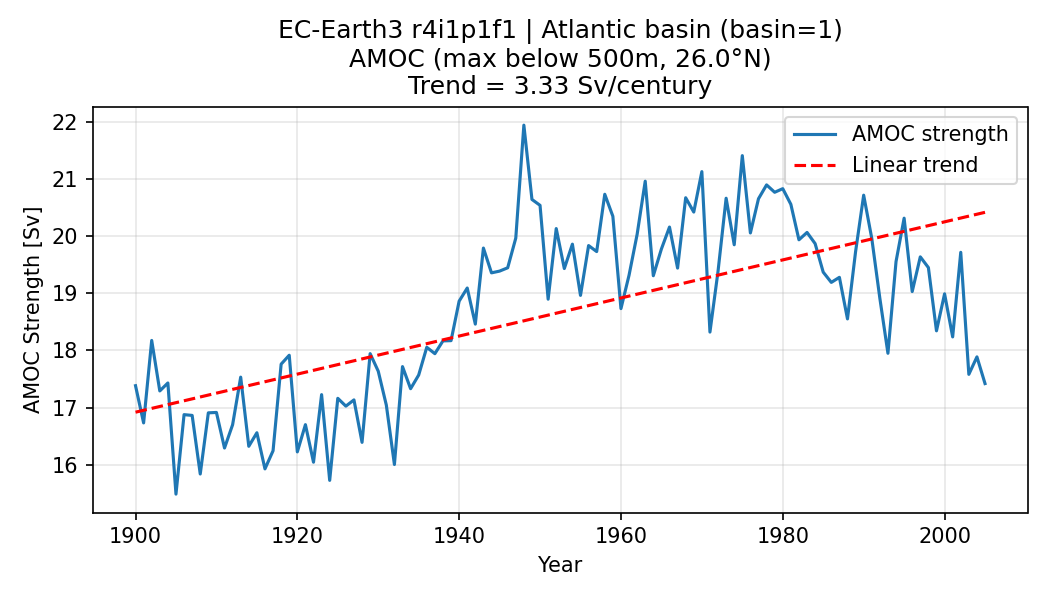 EC-Earth3 r4i1p1f1 | Atlantic basin (basin=1)
AMOC (max below 500m, 26.0°N)
Trend = 3.33 Sv/century
AMOC strength
Linear trend
AMOC Strength [Sv]
22
21
20
19
18
17
16
1900 1920 1940 1960 1980 2000
Year